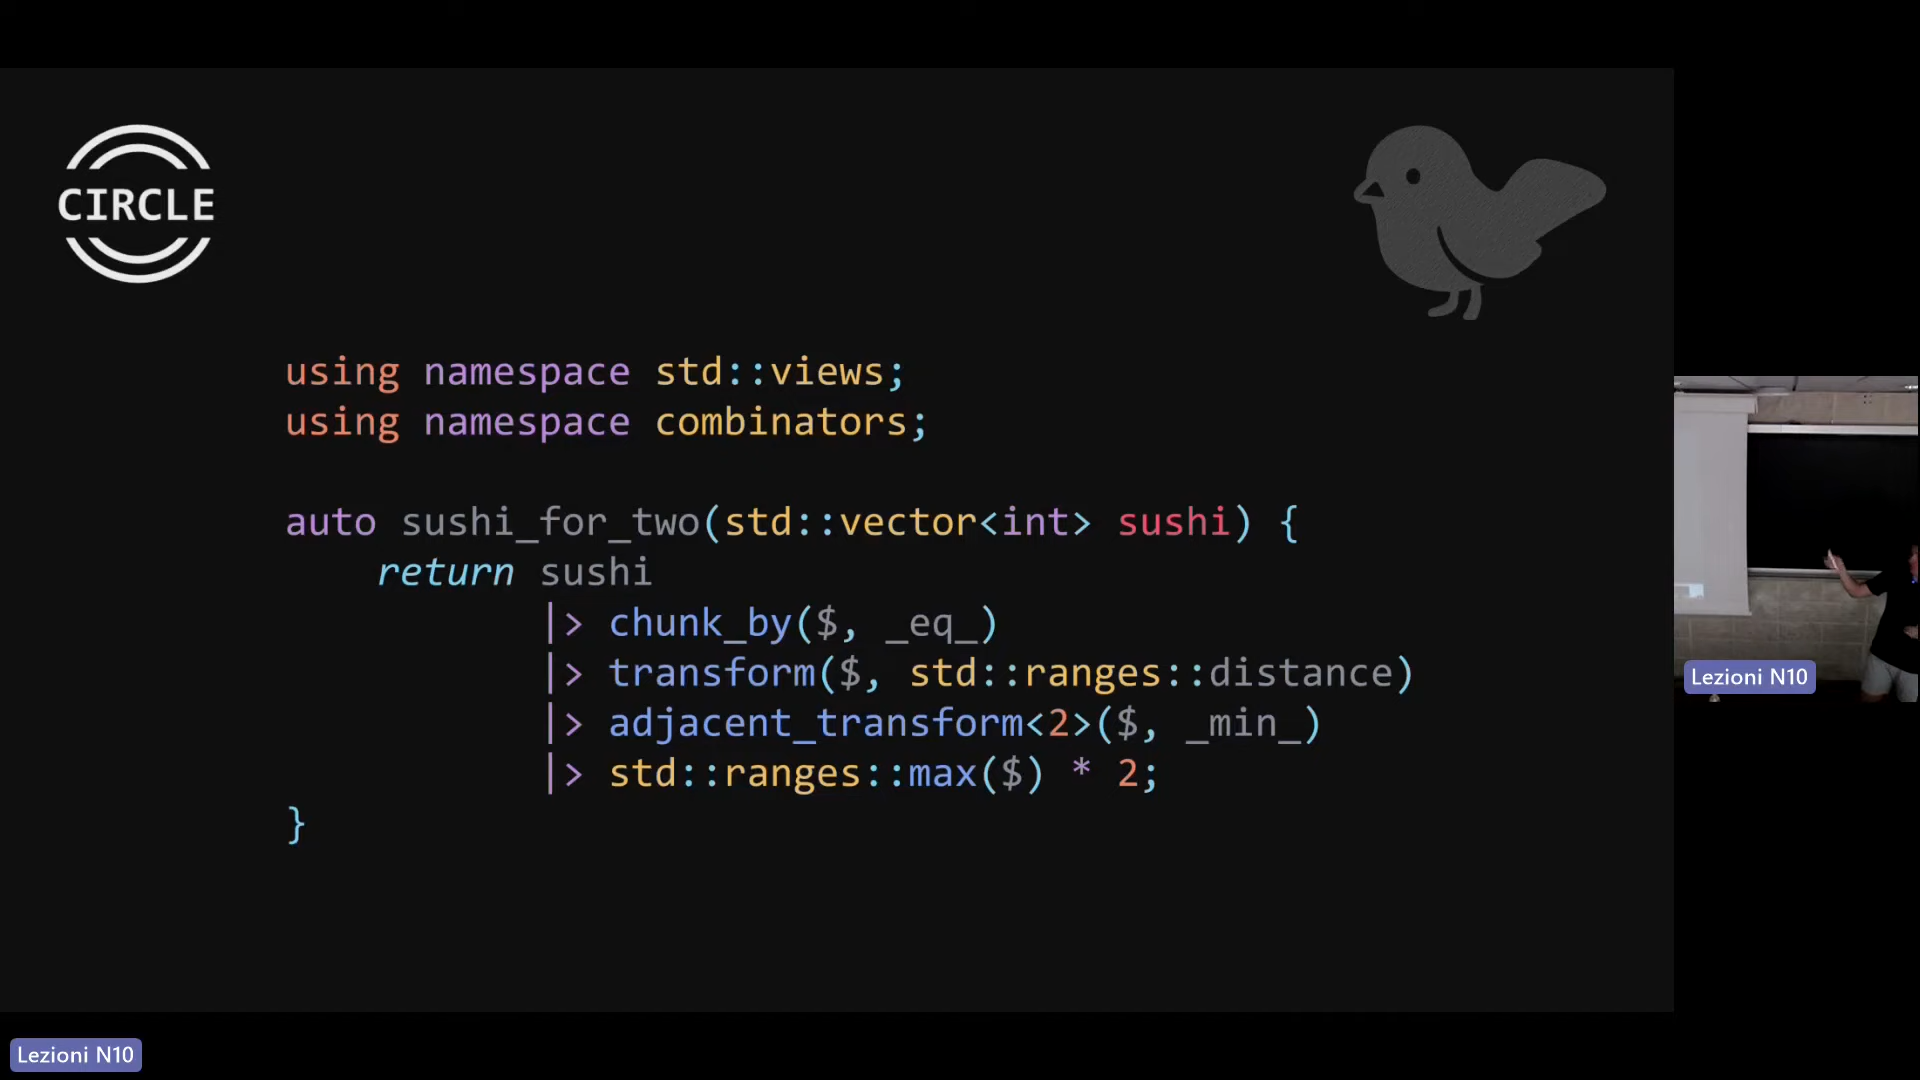 CIRCLE
using namespace std::views;
using namespace combinators;
auto sushi_for_two(std::vector<int> sushi) {
return sushi
|> chunk_by($, _eq_)
|> transform($, std::ranges::distance)
|> adjacent_transform<2>($, _min_)
|> std::ranges::max($) * 2;
}
Lezioni N10
Lezioni N10